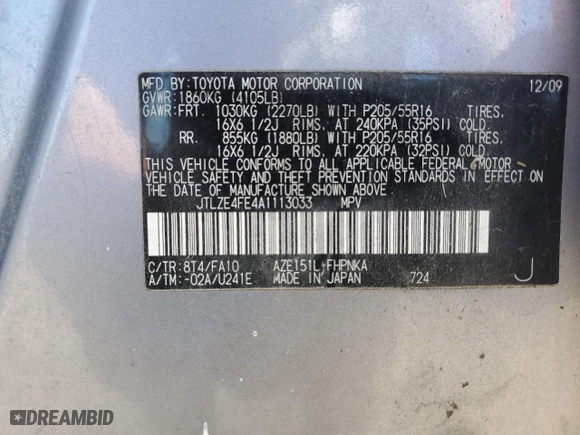 MFD. BY: TOYOTA MOTOR CORPORATION 12/09
GVWR: 1860KG (4105LB)
GAWR: FRT. 1030KG (2270LB) WITH P205/55R16 TIRES.
16X6 1/2J RIMS. AT 240KPA (35PSI) COLD.
RR. 855KG (1880LB) WITH P205/55R16 TIRES.
16X6 1/2J RIMS. AT 220KPA (32PSI) COLD.
THIS VEHICLE CONFORMS TO ALL APPLICABLE FEDERAL MOTOR
VEHICLE SAFETY AND THEFT PREVENTION STANDARDS IN EFFECT ON
THE DATE OF MANUFACTURE SHOWN ABOVE.
JTLZE4FE4A1113033 MPV
C/TR: 8T4/FA10 AZE151L-FHPNKA
A/TM: -02A/U241E MADE IN JAPAN 724 J
DREAMBID